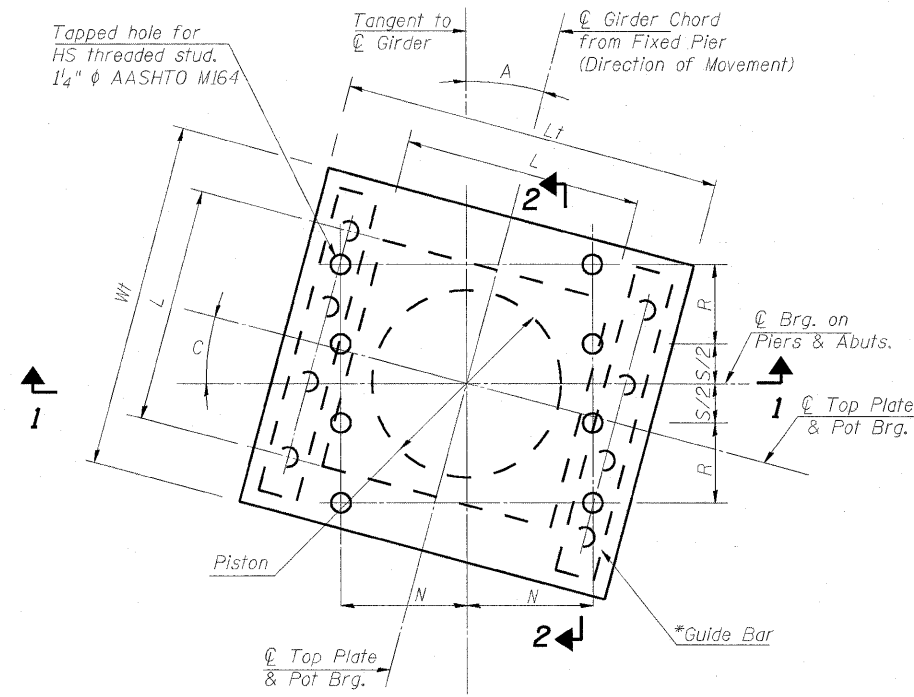 Tapped hole for
HS threaded stud.
1¼" φ AASHTO M164
Tangent to
℄ Girder
℄ Girder Chord
from Fixed Pier
(Direction of Movement)
A
Lt
L
2
Wt
L
C
R
S/2
S/2
R
℄ Brg. on
Piers & Abuts.
1
1
℄ Top Plate
& Pot Brg.
Piston
N
N
2
*Guide Bar
℄ Top Plate
& Pot Brg.